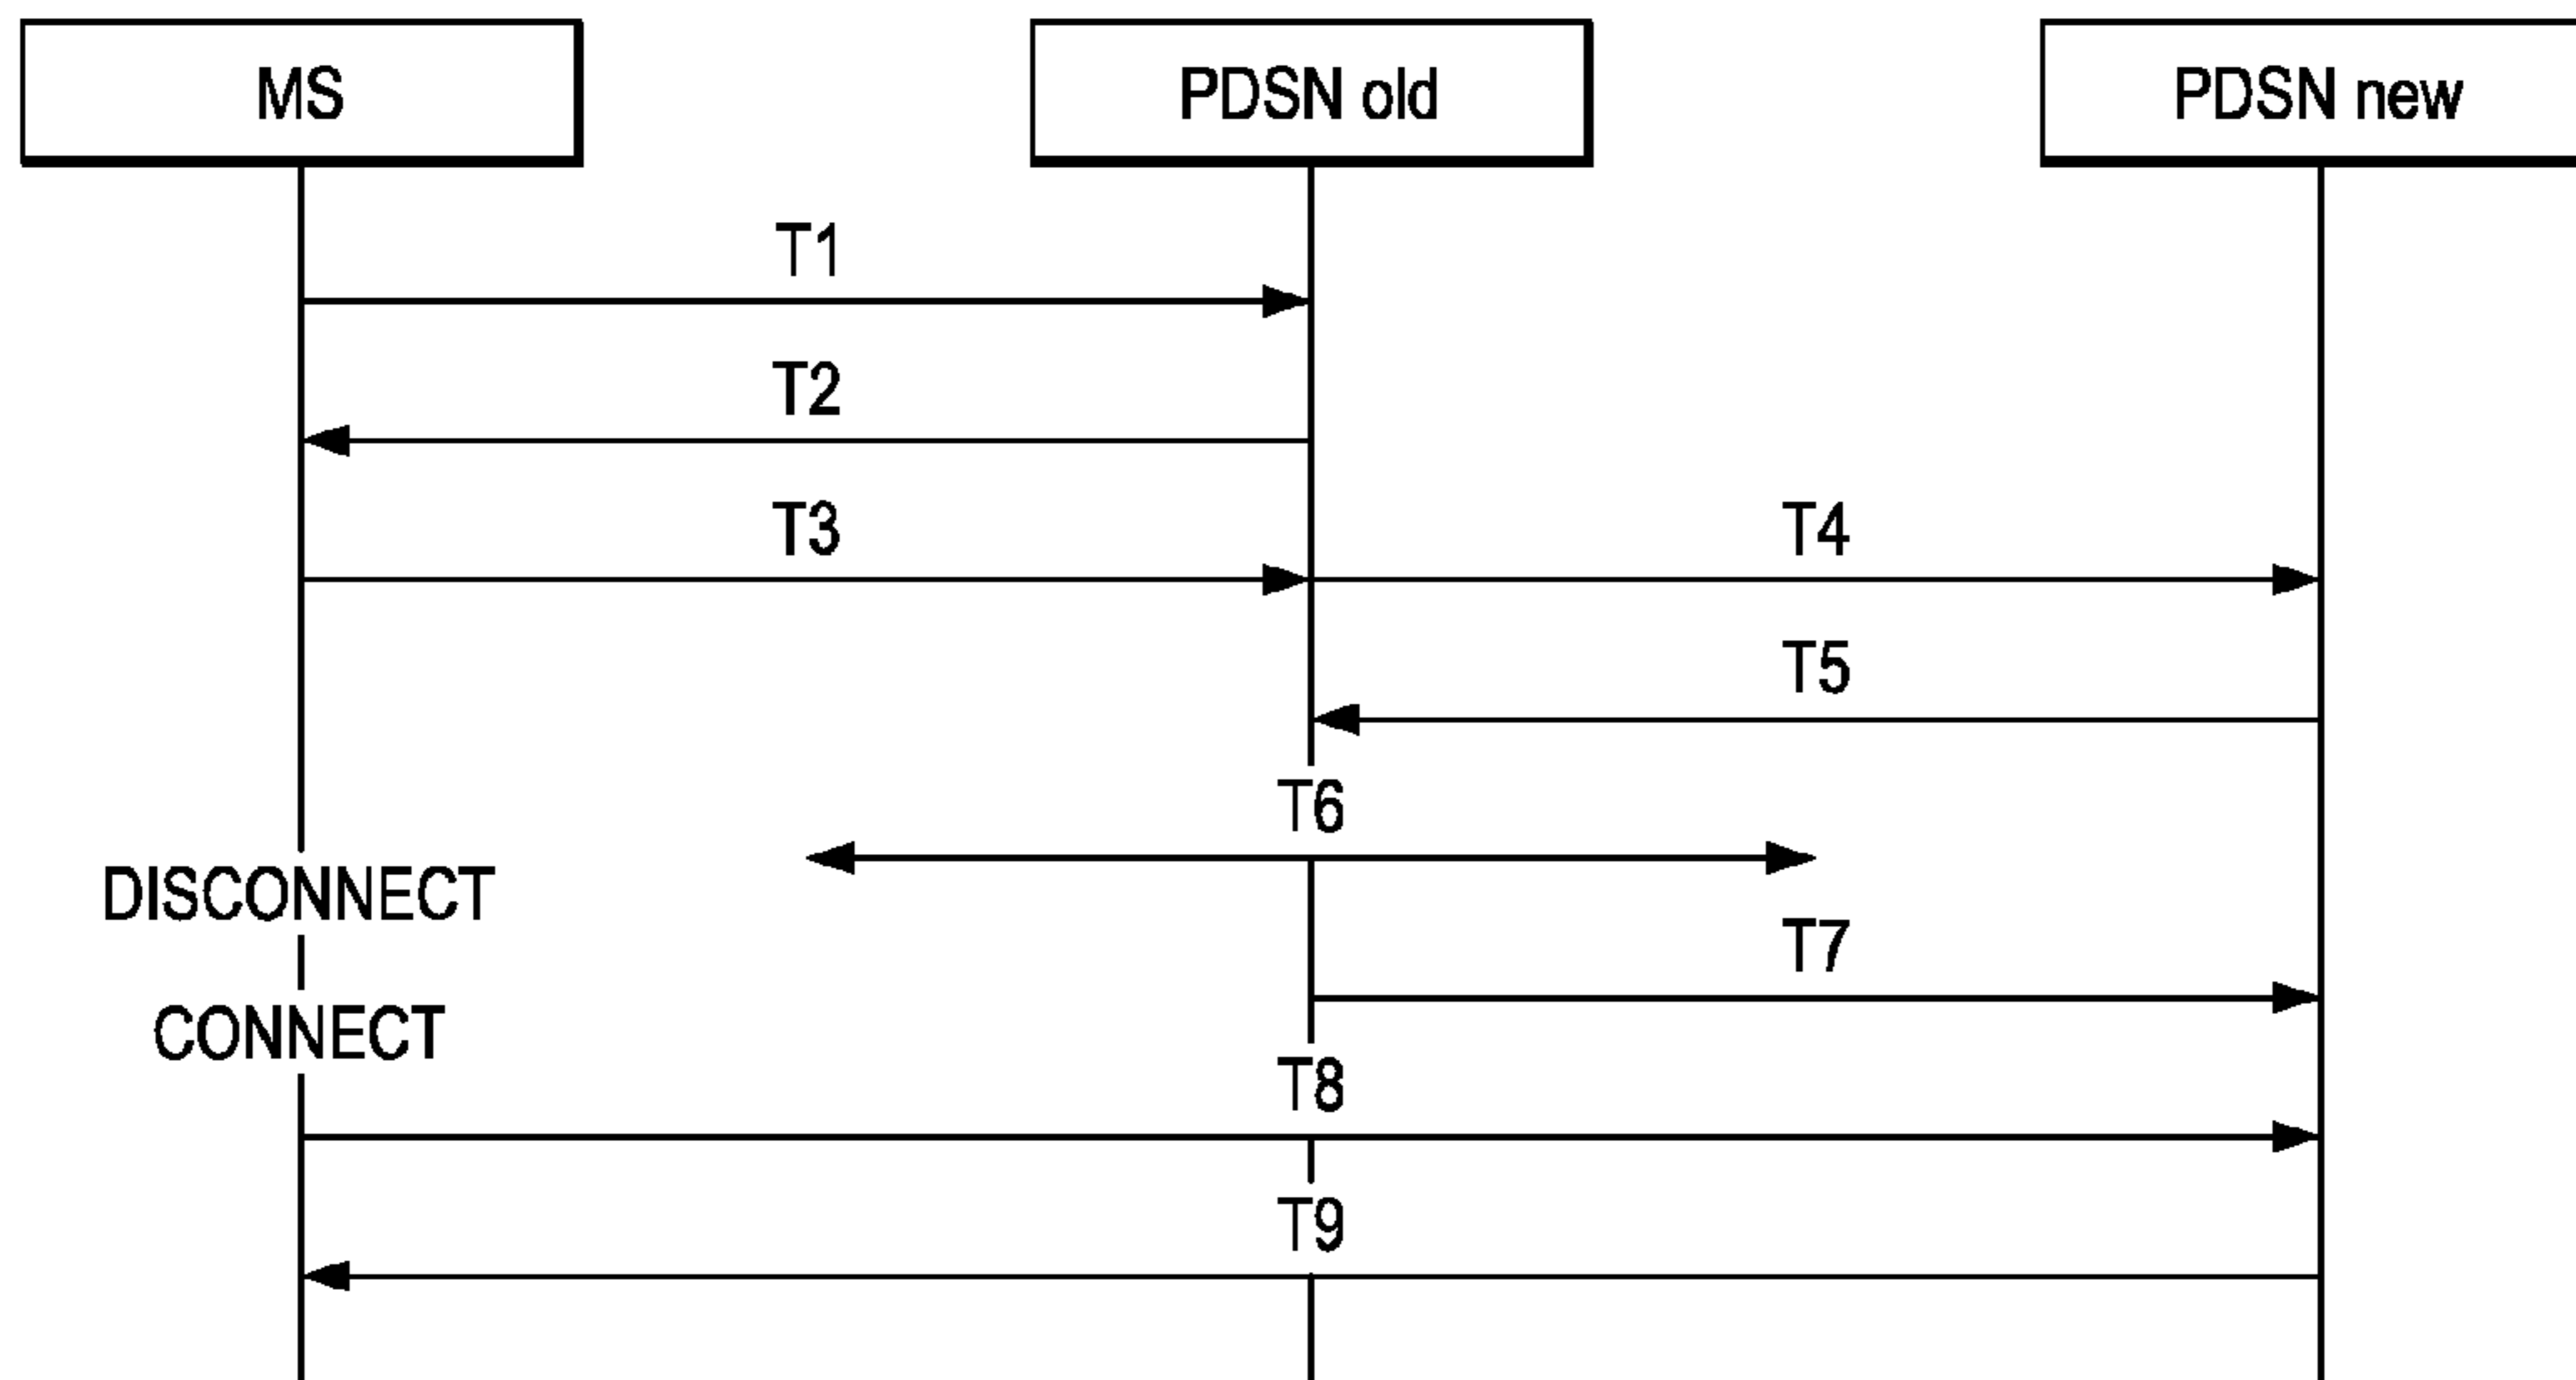 MS PDSN old PDSN new
T1
T2
T3 T4
T5
T6
DISCONNECT
T7
CONNECT
T8
T9